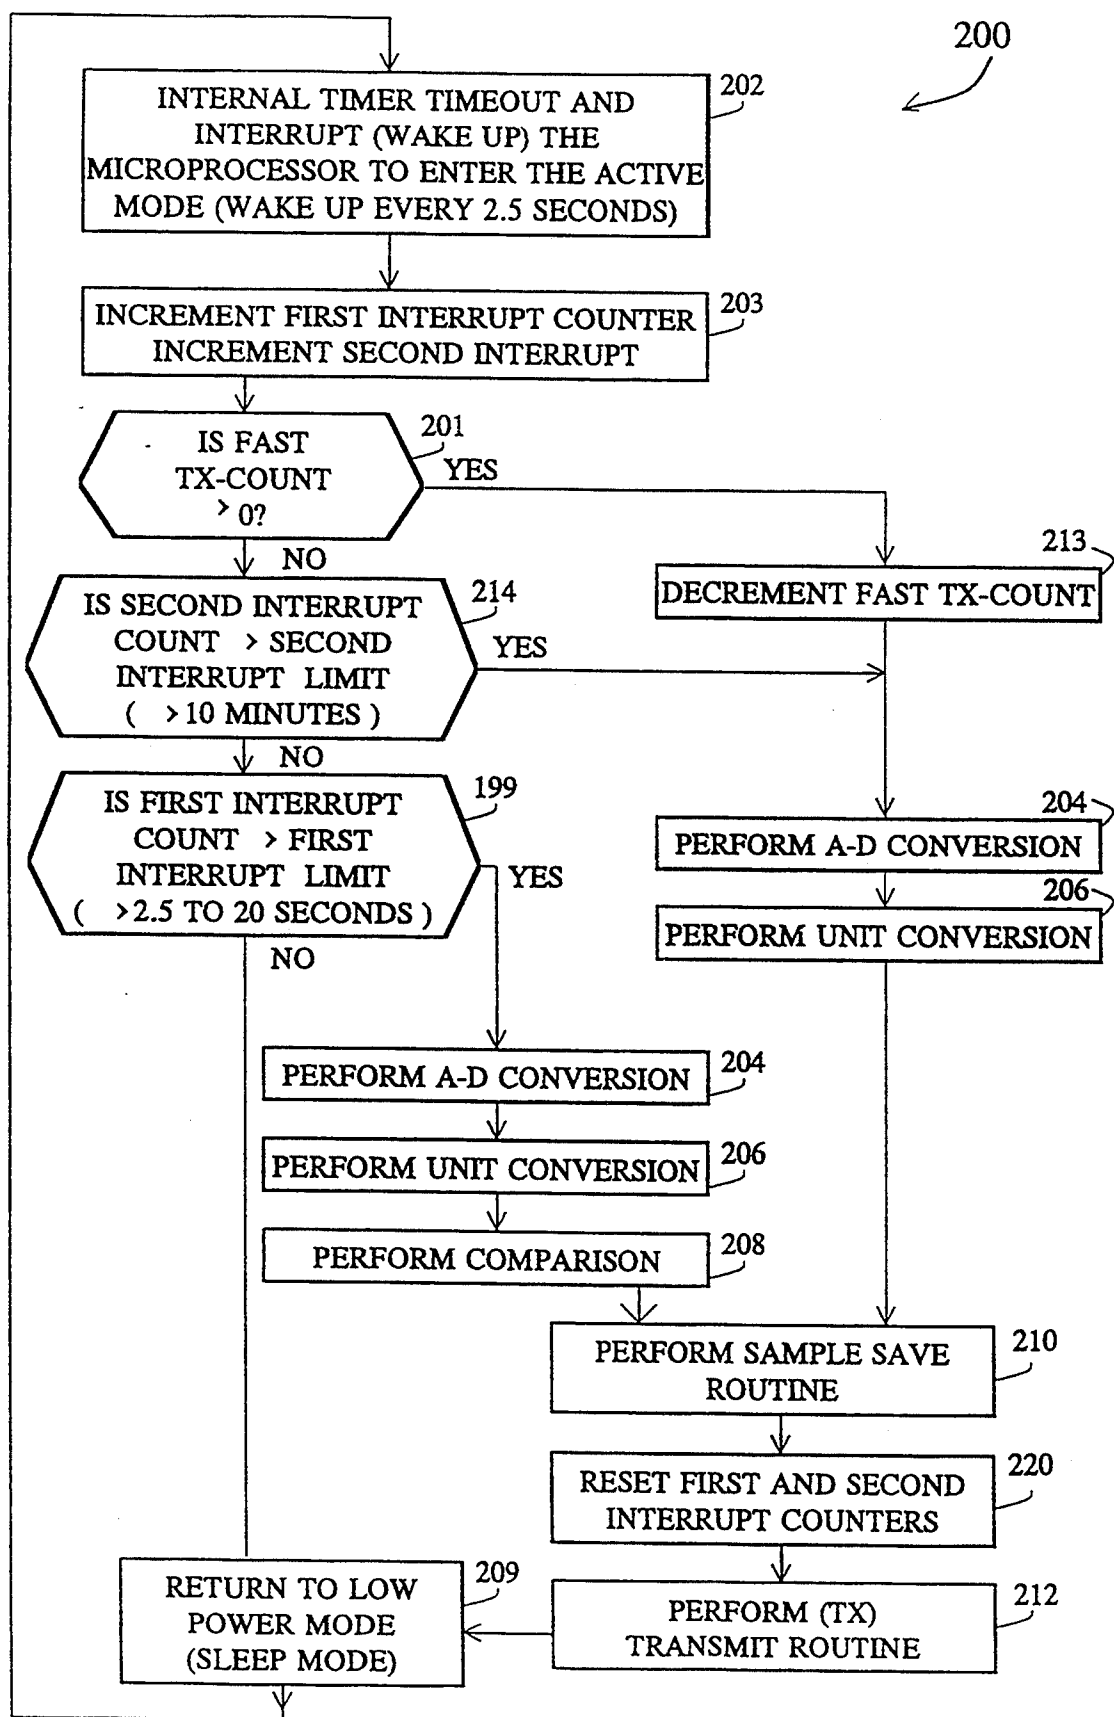 200
202
INTERNAL TIMER TIMEOUT AND
INTERRUPT (WAKE UP) THE
MICROPROCESSOR TO ENTER THE ACTIVE
MODE (WAKE UP EVERY 2.5 SECONDS)
203
INCREMENT FIRST INTERRUPT COUNTER
INCREMENT SECOND INTERRUPT
201
IS FAST
TX-COUNT
> 0?
YES
NO
213
DECREMENT FAST TX-COUNT
214
IS SECOND INTERRUPT
COUNT > SECOND
INTERRUPT LIMIT
( > 10 MINUTES )
YES
NO
199
IS FIRST INTERRUPT
COUNT > FIRST
INTERRUPT LIMIT
( >2.5 TO 20 SECONDS )
YES
NO
204
PERFORM A-D CONVERSION
206
PERFORM UNIT CONVERSION
204
PERFORM A-D CONVERSION
206
PERFORM UNIT CONVERSION
208
PERFORM COMPARISON
210
PERFORM SAMPLE SAVE
ROUTINE
220
RESET FIRST AND SECOND
INTERRUPT COUNTERS
212
PERFORM (TX)
TRANSMIT ROUTINE
209
RETURN TO LOW
POWER MODE
(SLEEP MODE)